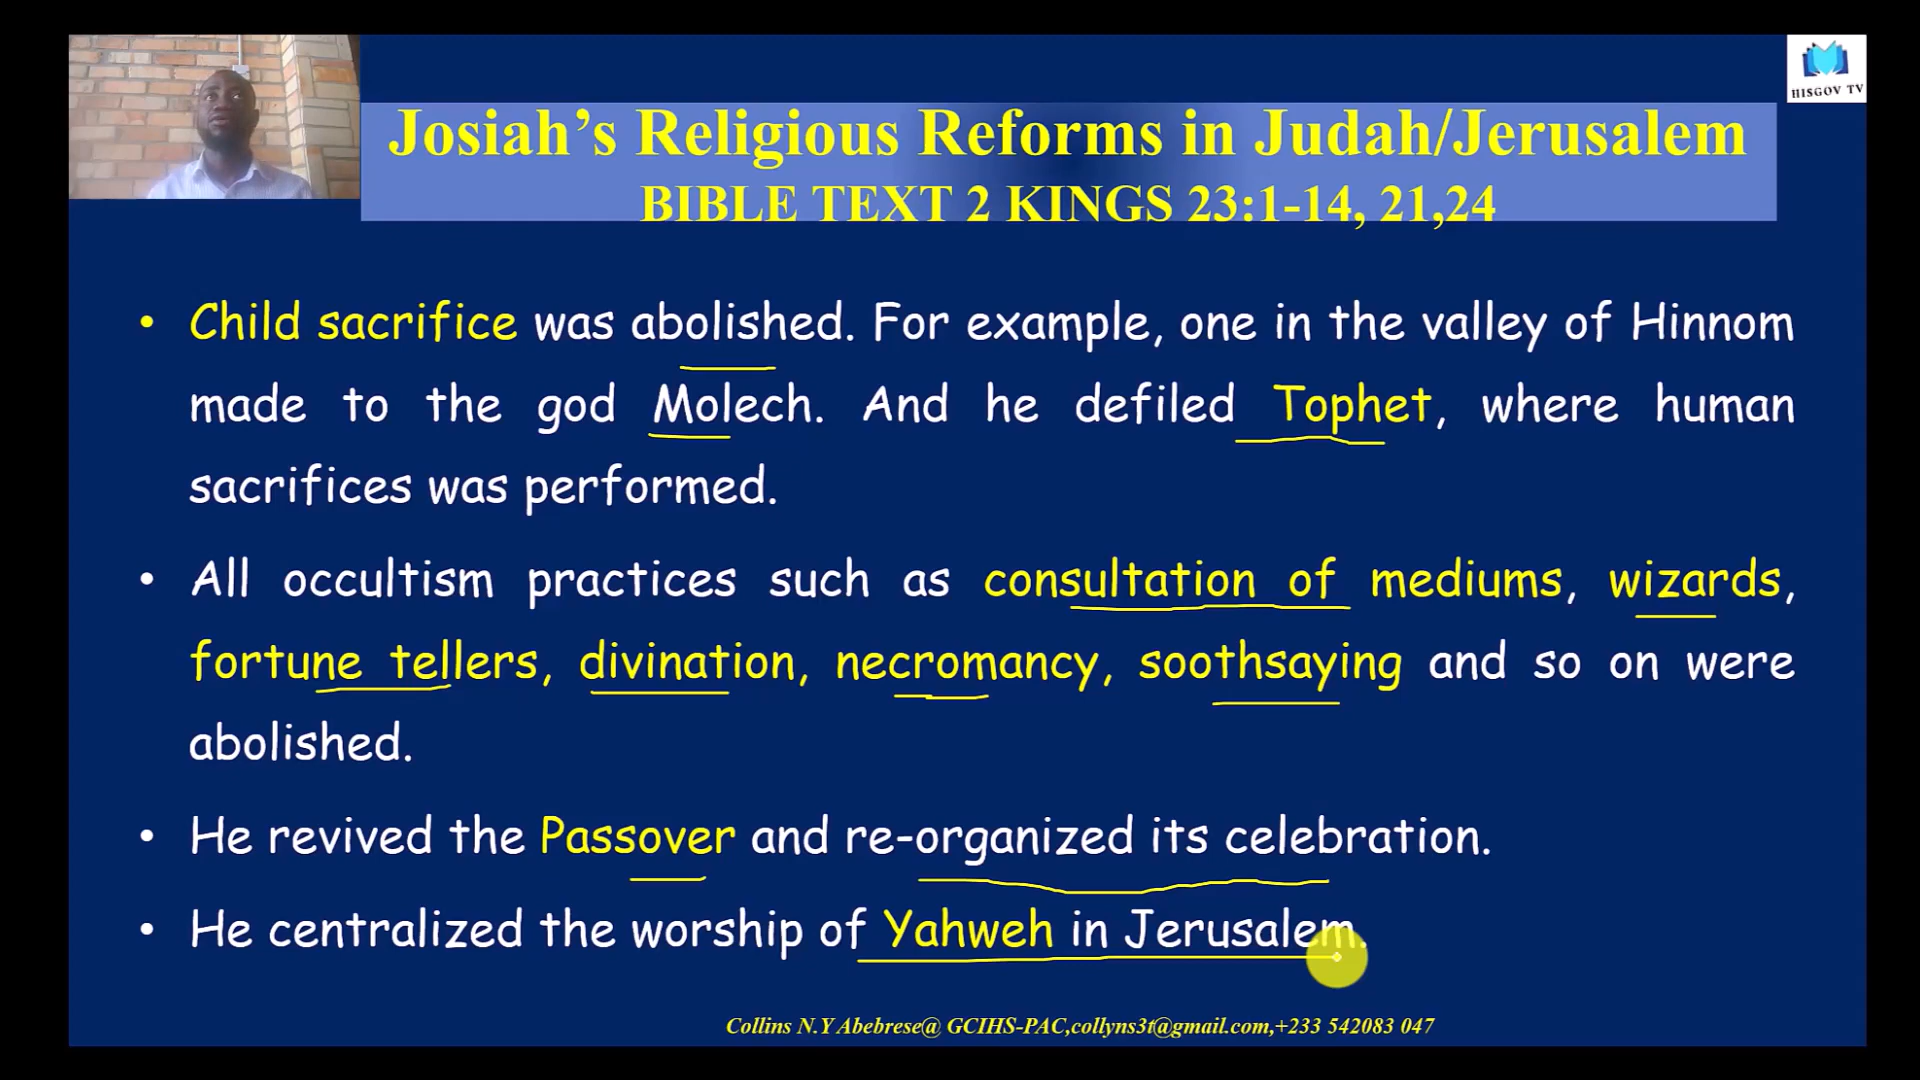 HISGOV TV
Josiah’s Religious Reforms in Judah/Jerusalem
BIBLE TEXT 2 KINGS 23:1-14, 21,24
• Child sacrifice was abolished. For example, one in the valley of Hinnom
made to the god Molech. And he defiled Tophet, where human
sacrifices was performed.
• All occultism practices such as consultation of mediums, wizards,
fortune tellers, divination, necromancy, soothsaying and so on were
abolished.
• He revived the Passover and re-organized its celebration.
• He centralized the worship of Yahweh in Jerusalem.
Collins N.Y Abebrese@ GCIHS-PAC,collyns3t@gmail.com,+233 542083 047